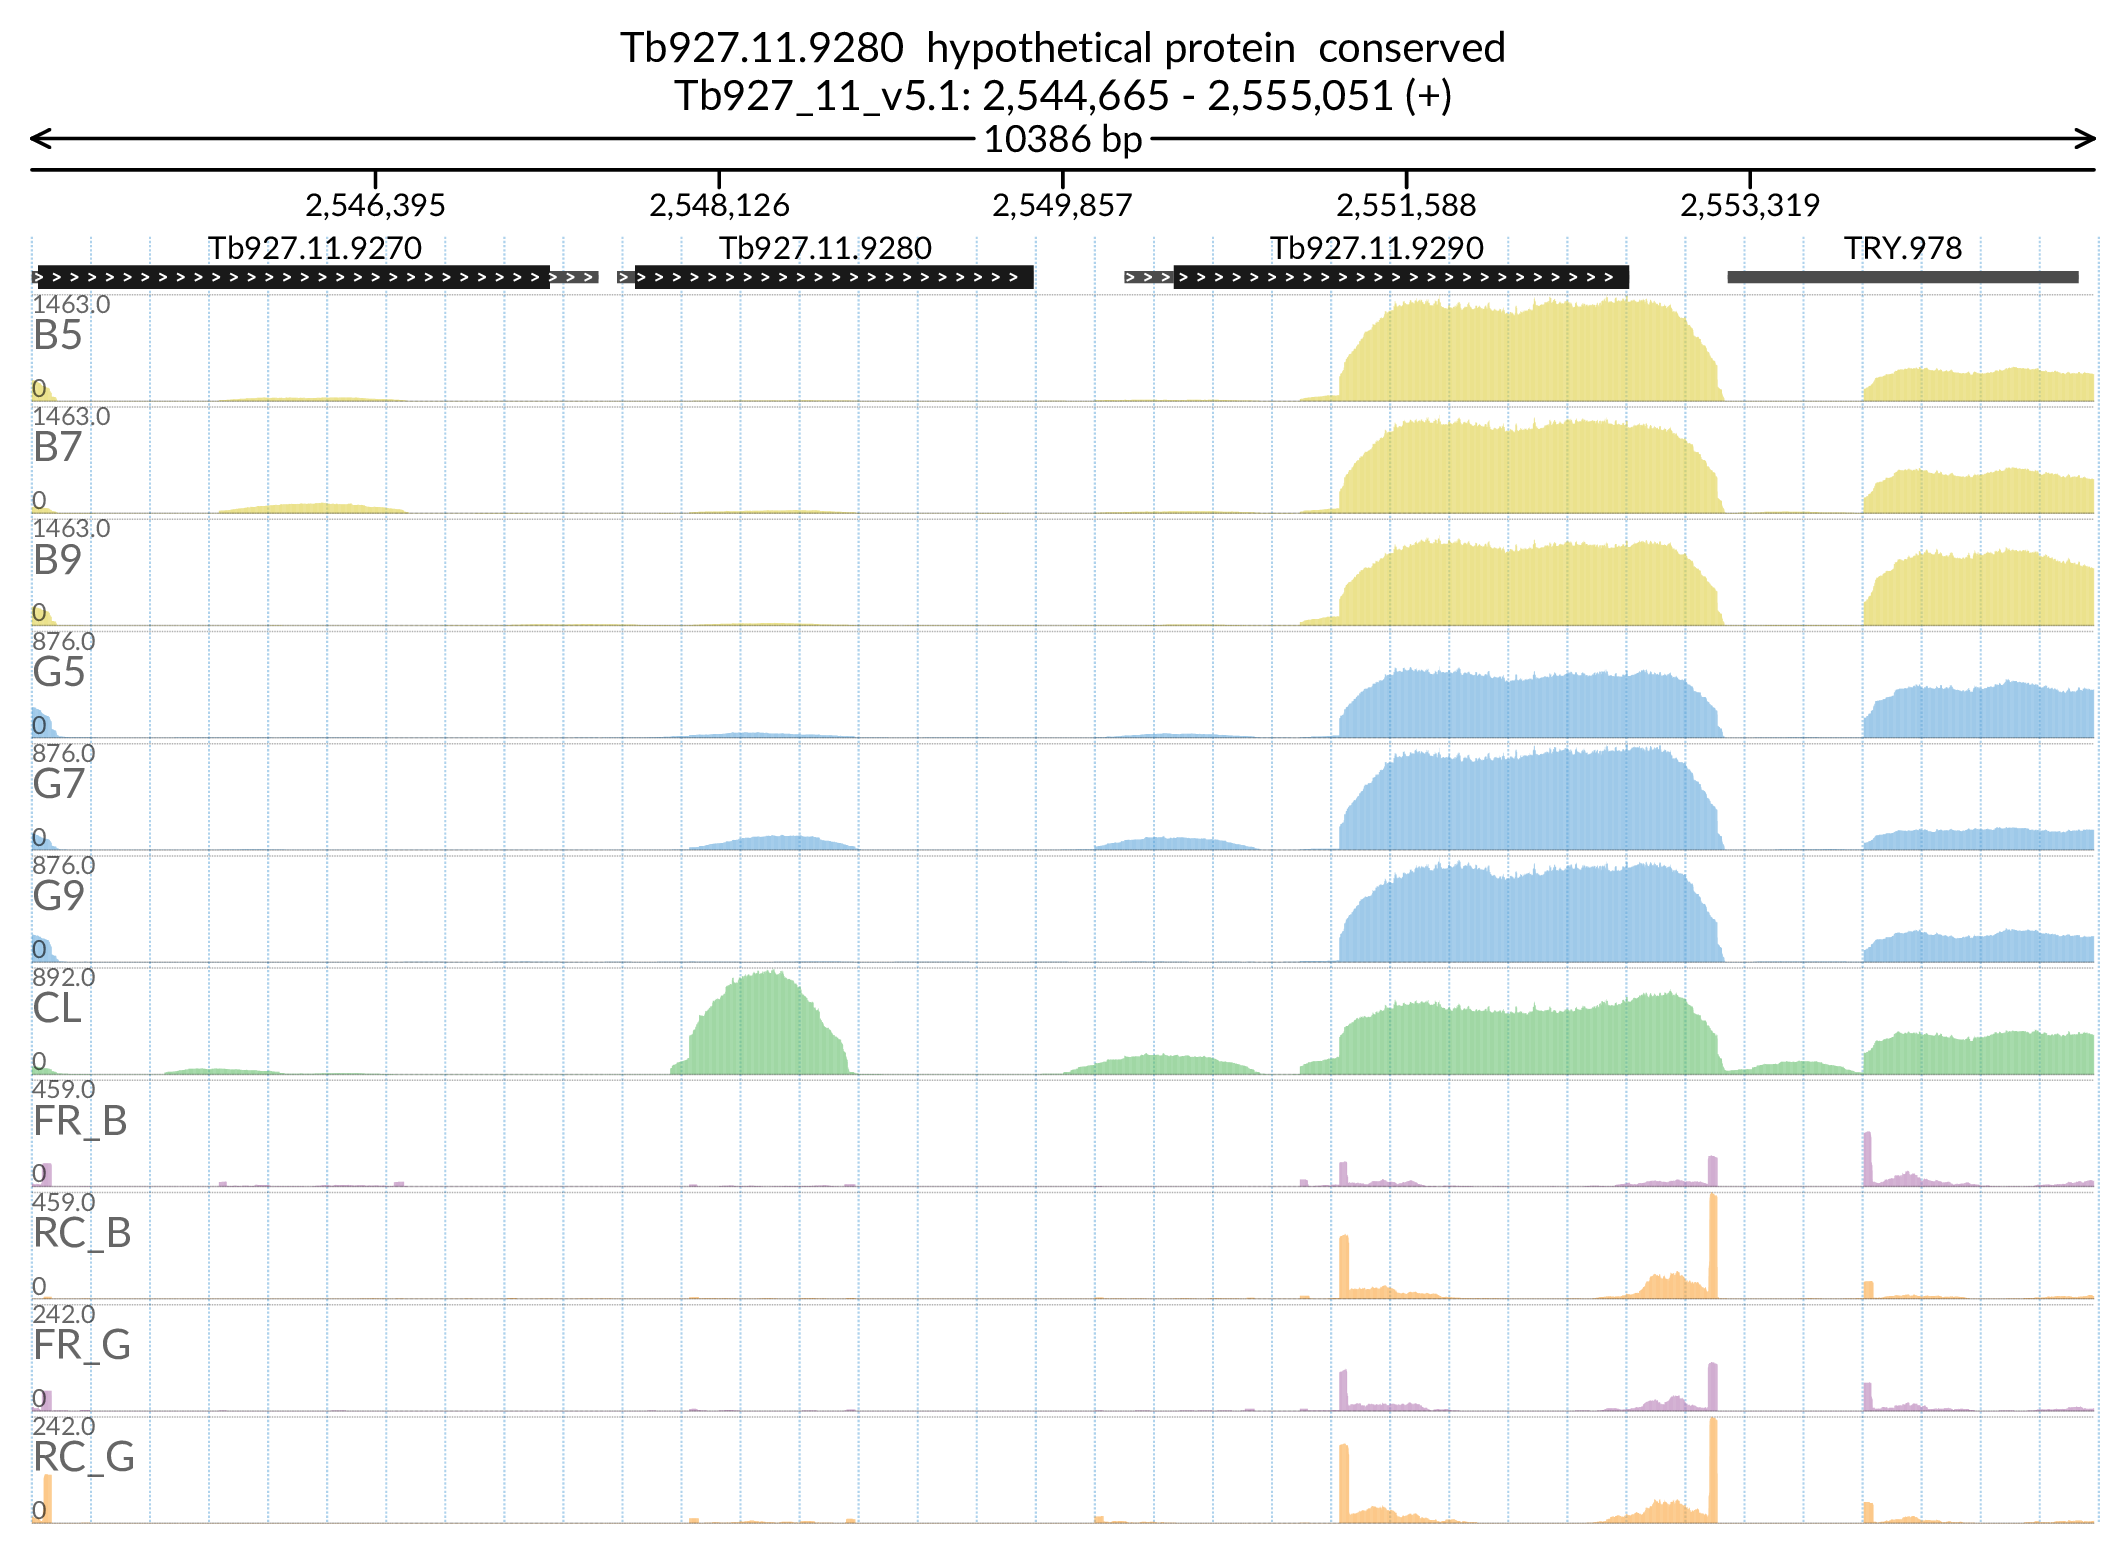 Tb927.11.9280 hypothetical protein conserved
Tb927_11_v5.1: 2,544,665 - 2,555,051 (+)
10386 bp
2,546,395 2,548,126 2,549,857 2,551,588 2,553,319
Tb927.11.9270 Tb927.11.9280 Tb927.11.9290 TRY.978
1463.0
B5
0
1463.0
B7
0
1463.0
B9
0
876.0
G5
0
876.0
G7
0
876.0
G9
0
892.0
CL
0
459.0
FR_B
0
459.0
RC_B
0
242.0
FR_G
0
242.0
RC_G
0